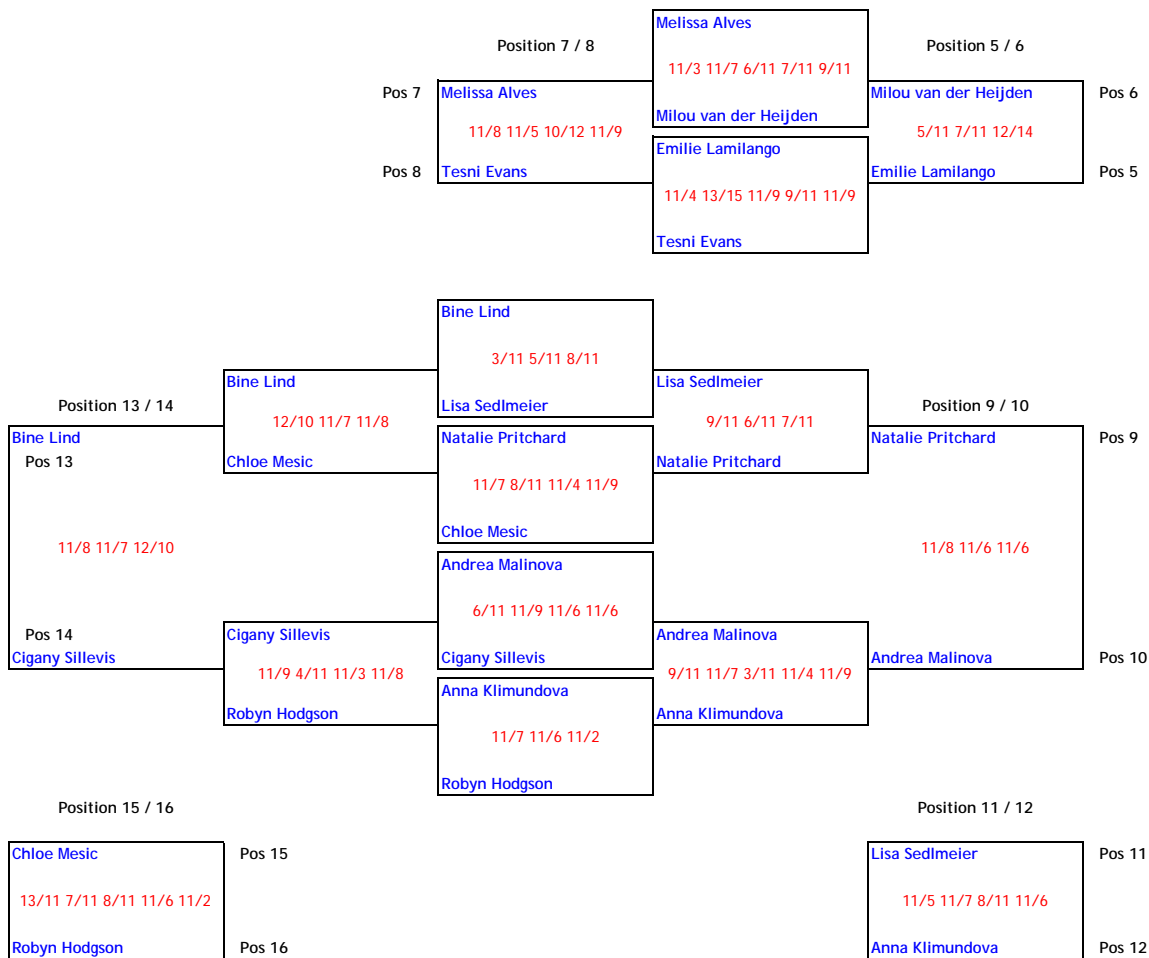 Melissa Alves
Position 7 / 8
Position 5 / 6
11/3 11/7 6/11 7/11 9/11
Pos 7
Melissa Alves
Milou van der Heijden
Pos 6
Milou van der Heijden
11/8 11/5 10/12 11/9
5/11 7/11 12/14
Emilie Lamilango
Pos 8
Tesni Evans
Emilie Lamilango
Pos 5
11/4 13/15 11/9 9/11 11/9
Tesni Evans
Bine Lind
3/11 5/11 8/11
Bine Lind
Lisa Sedlmeier
Position 13 / 14
Lisa Sedlmeier
Position 9 / 10
12/10 11/7 11/8
9/11 6/11 7/11
Bine Lind
Natalie Pritchard
Natalie Pritchard
Pos 9
Pos 13
Chloe Mesic
Natalie Pritchard
11/7 8/11 11/4 11/9
Chloe Mesic
11/8 11/7 12/10
11/8 11/6 11/6
Andrea Malinova
6/11 11/9 11/6 11/6
Pos 14
Cigany Sillevis
Andrea Malinova
Cigany Sillevis
Cigany Sillevis
Andrea Malinova
Pos 10
11/9 4/11 11/3 11/8
9/11 11/7 3/11 11/4 11/9
Anna Klimundova
Robyn Hodgson
Anna Klimundova
11/7 11/6 11/2
Robyn Hodgson
Position 15 / 16
Position 11 / 12
Chloe Mesic
Pos 15
Lisa Sedlmeier
Pos 11
13/11 7/11 8/11 11/6 11/2
11/5 11/7 8/11 11/6
Robyn Hodgson
Pos 16
Anna Klimundova
Pos 12